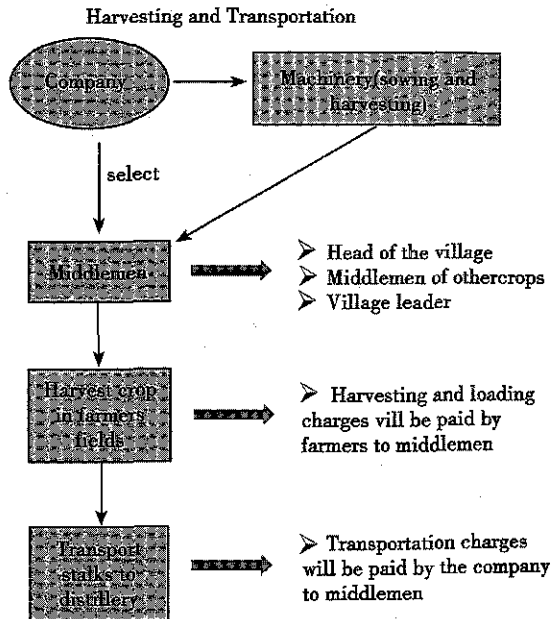 Harvesting and Transportation
Company
Machinery(sowing and
harvesting)
select
Middlemen
➢ Head of the village
➢ Middlemen of othercrops
➢ Village leader
Harvest crop
in farmers
fields
➢ Harvesting and loading
charges vill be paid by
farmers to middlemen
Transport
stalks to
distillery
➢ Transportation charges
will be paid by the company
to middlemen